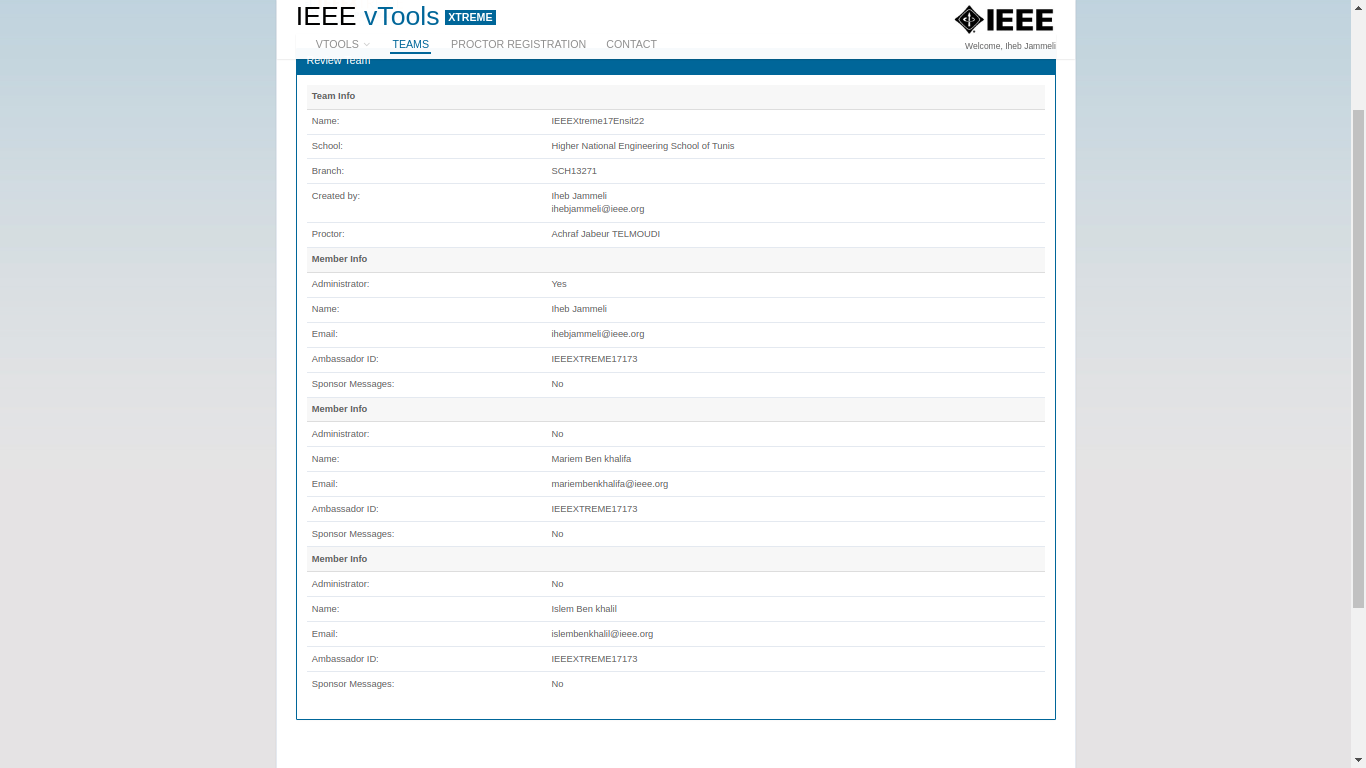 IEEE vTools XTREME
IEEE
VTOOLS TEAMS PROCTOR REGISTRATION CONTACT
Welcome, Iheb Jammeli
Review Team
Team Info
Name: IEEEXtreme17Ensit22
School: Higher National Engineering School of Tunis
Branch: SCH13271
Created by: Iheb Jammeli
ihebjammeli@ieee.org
Proctor: Achraf Jabeur TELMOUDI
Member Info
Administrator: Yes
Name: Iheb Jammeli
Email: ihebjammeli@ieee.org
Ambassador ID: IEEEXTREME17173
Sponsor Messages: No
Member Info
Administrator: No
Name: Mariem Ben khalifa
Email: mariembenkhalifa@ieee.org
Ambassador ID: IEEEXTREME17173
Sponsor Messages: No
Member Info
Administrator: No
Name: Islem Ben khalil
Email: islembenkhalil@ieee.org
Ambassador ID: IEEEXTREME17173
Sponsor Messages: No